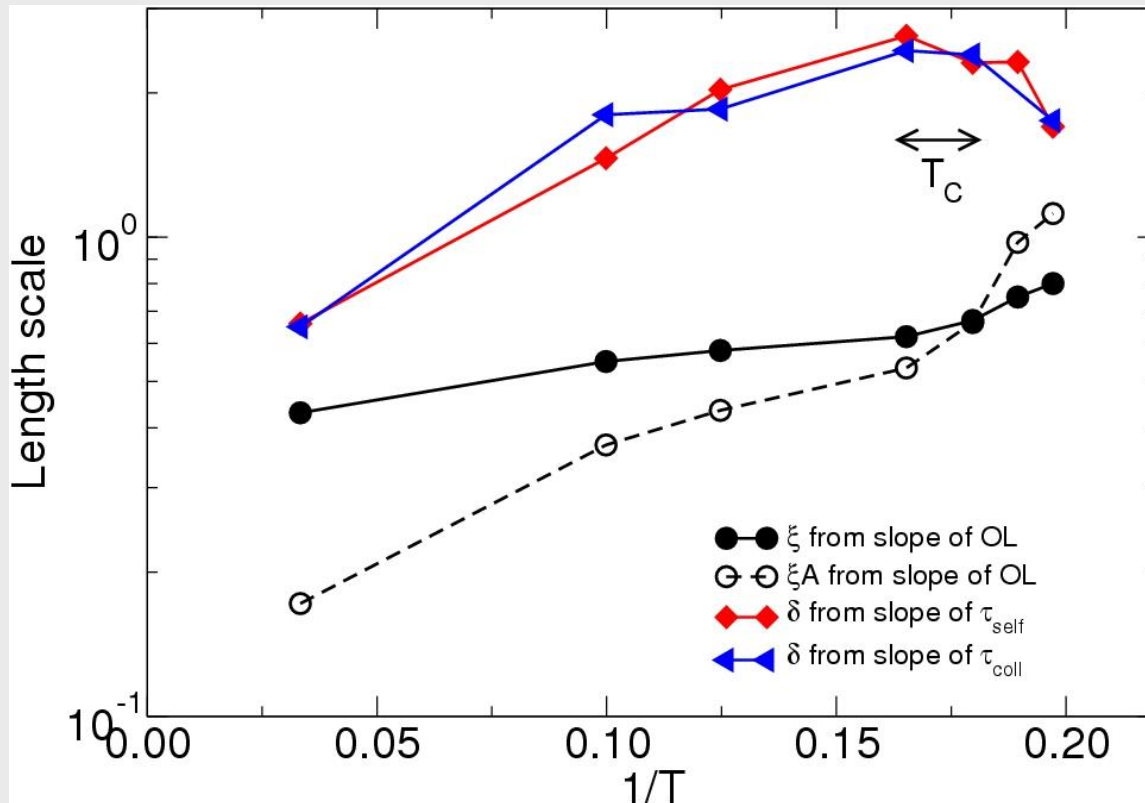 Length scale
10^0
10^-1
T_C
ξ from slope of OL
ξA from slope of OL
δ from slope of τ_self
δ from slope of τ_coll
0.00 0.05 0.10 0.15 0.20
1/T